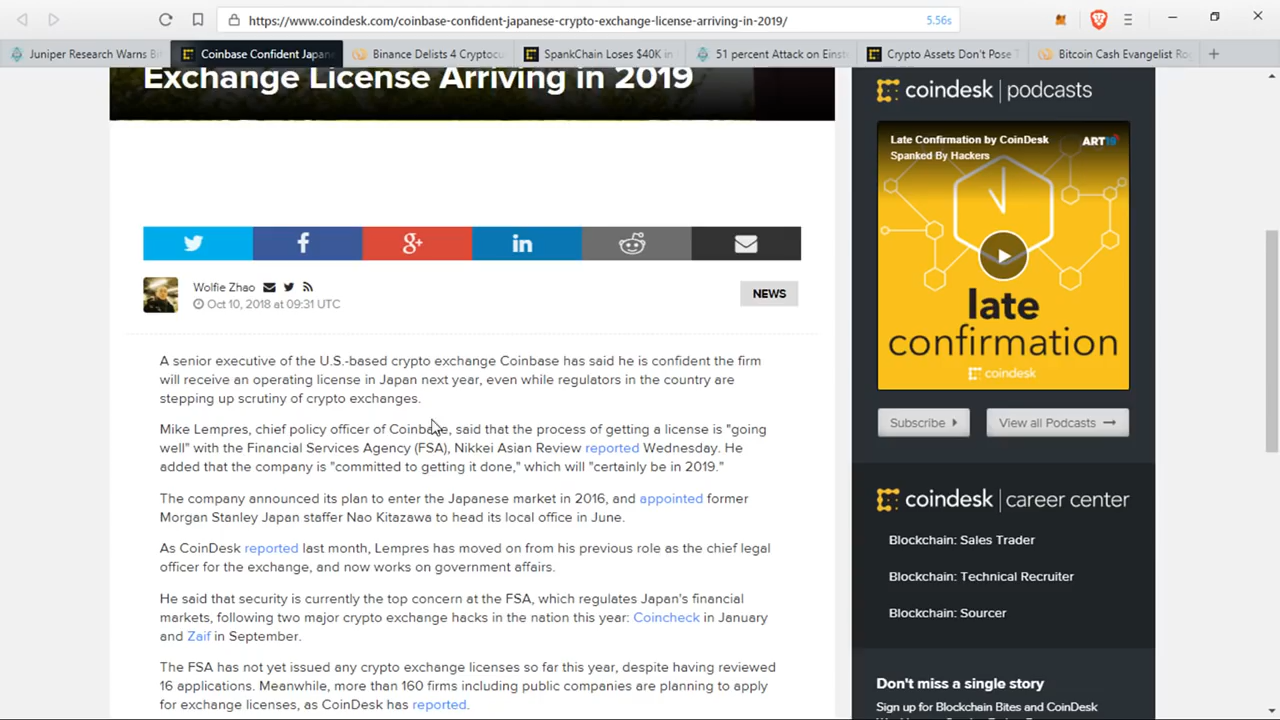 https://www.coindesk.com/coinbase-confident-japanese-crypto-exchange-license-arriving-in-2019/
5.56s
Juniper Research Warns Bi
Coinbase Confident Japan
Binance Delists 4 Cryptocu
SpankChain Loses $40K in
51 percent Attack on Einst
Crypto Assets Don't Pose
Bitcoin Cash Evangelist Ro
Exchange License Arriving in 2019
Wolfie Zhao
Oct 10, 2018 at 09:31 UTC
NEWS
A senior executive of the U.S.-based crypto exchange Coinbase has said he is confident the firm
will receive an operating license in Japan next year, even while regulators in the country are
stepping up scrutiny of crypto exchanges.
Mike Lempres, chief policy officer of Coinbase, said that the process of getting a license is "going
well" with the Financial Services Agency (FSA), Nikkei Asian Review reported Wednesday. He
added that the company is "committed to getting it done," which will "certainly be in 2019."
The company announced its plan to enter the Japanese market in 2016, and appointed former
Morgan Stanley Japan staffer Nao Kitazawa to head its local office in June.
As CoinDesk reported last month, Lempres has moved on from his previous role as the chief legal
officer for the exchange, and now works on government affairs.
He said that security is currently the top concern at the FSA, which regulates Japan's financial
markets, following two major crypto exchange hacks in the nation this year: Coincheck in January
and Zaif in September.
The FSA has not yet issued any crypto exchange licenses so far this year, despite having reviewed
16 applications. Meanwhile, more than 160 firms including public companies are planning to apply
for exchange licenses, as CoinDesk has reported.
coindesk | podcasts
Late Confirmation by CoinDesk
Spanked By Hackers
ART19
late
confirmation
coindesk
Subscribe
View all Podcasts
coindesk | career center
Blockchain: Sales Trader
Blockchain: Technical Recruiter
Blockchain: Sourcer
Don't miss a single story
Sign up for Blockchain Bites and CoinDesk